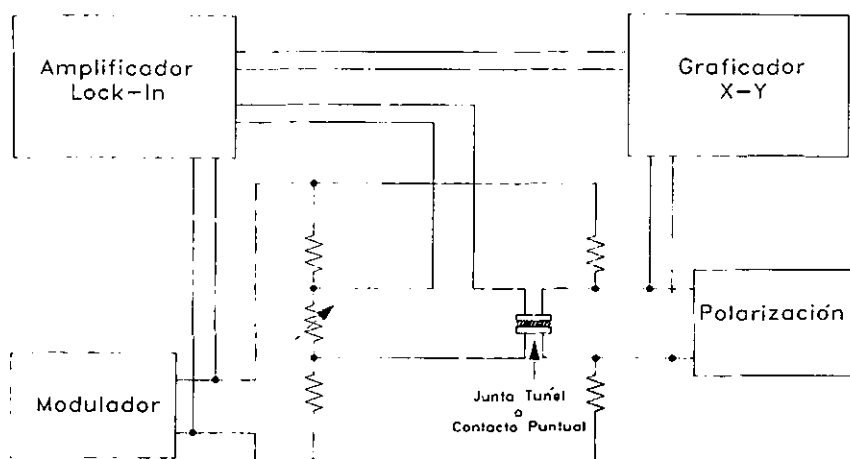 Amplificador
Lock-In
Graficador
X-Y
Polarización
Modulador
Junta Tunel
o
Contacto Puntual